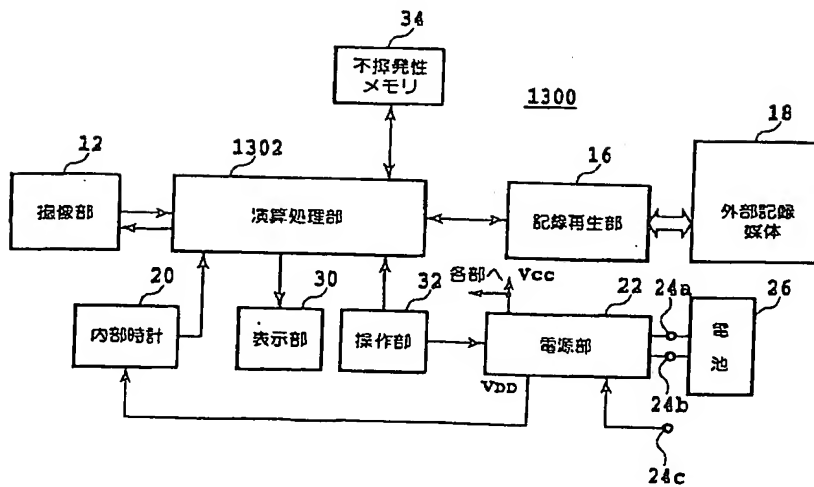 34
不揮発性
メモリ
1300
12
1302
16
18
撮像部
演算処理部
記録再生部
外部記録
媒体
20
30
32
各部へ
Vcc
22
24a
26
内部時計
表示部
操作部
電源部
電
池
VDD
24b
24c